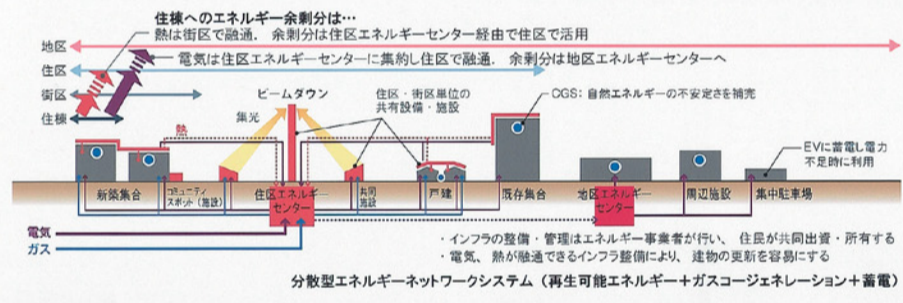 住棟へのエネルギー余剰分は…
熱は街区で融通. 余剰分は住区エネルギーセンター経由で住区で活用
地区
電気は住区エネルギーセンターに集約し住区で融通. 余剰分は地区エネルギーセンターへ
住区
街区
住棟
ビームダウン
集光
住区・街区単位の
共有設備・施設
CGS：自然エネルギーの不安定さを補完
熱
EVに蓄電し電力
不足時に利用
新築集合
コミュニティ
スポット（施設）
住区エネルギー
センター
共同
施設
戸建
既存集合
地区エネルギー
センター
周辺施設
集中駐車場
電気
ガス
・インフラの整備・管理はエネルギー事業者が行い、住民が共同出資・所有する
・電気、熱が融通できるインフラ整備により、建物の更新を容易にする
分散型エネルギーネットワークシステム（再生可能エネルギー＋ガスコージェネレーション＋蓄電）